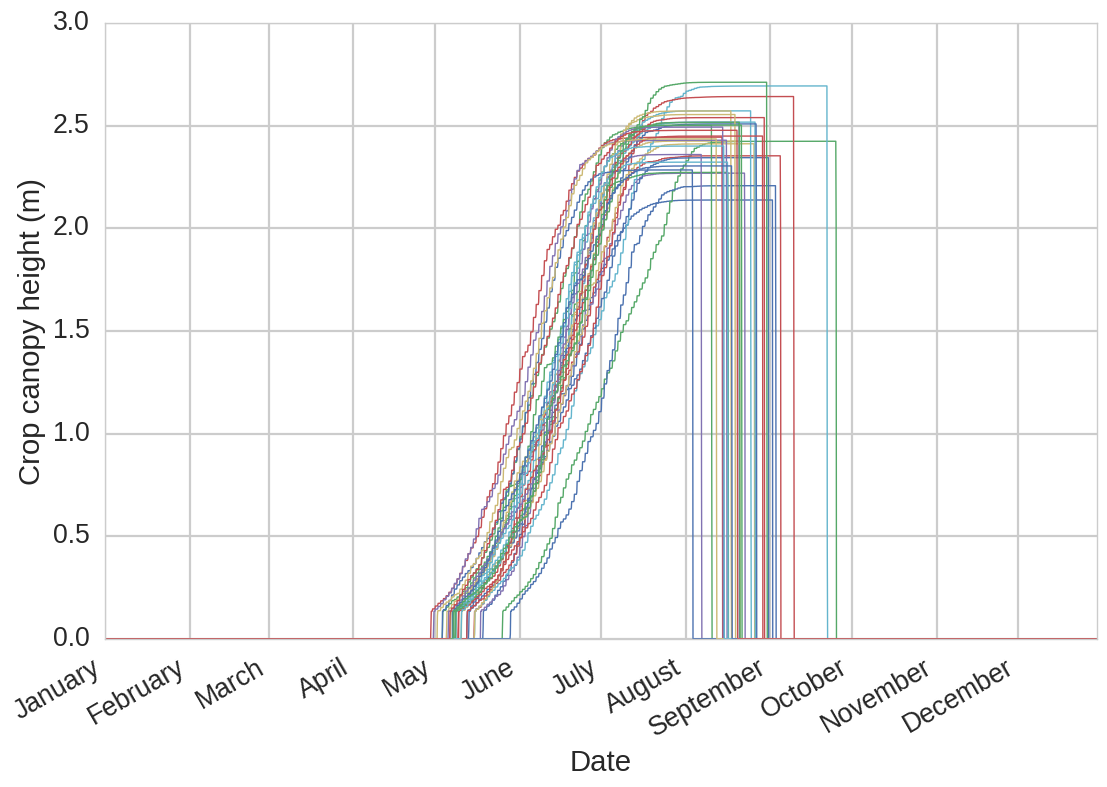 3.0
2.5
2.0
1.5
1.0
0.5
0.0
Crop canopy height (m)
January
February
March
April
May
June
July
August
September
October
November
December
Date